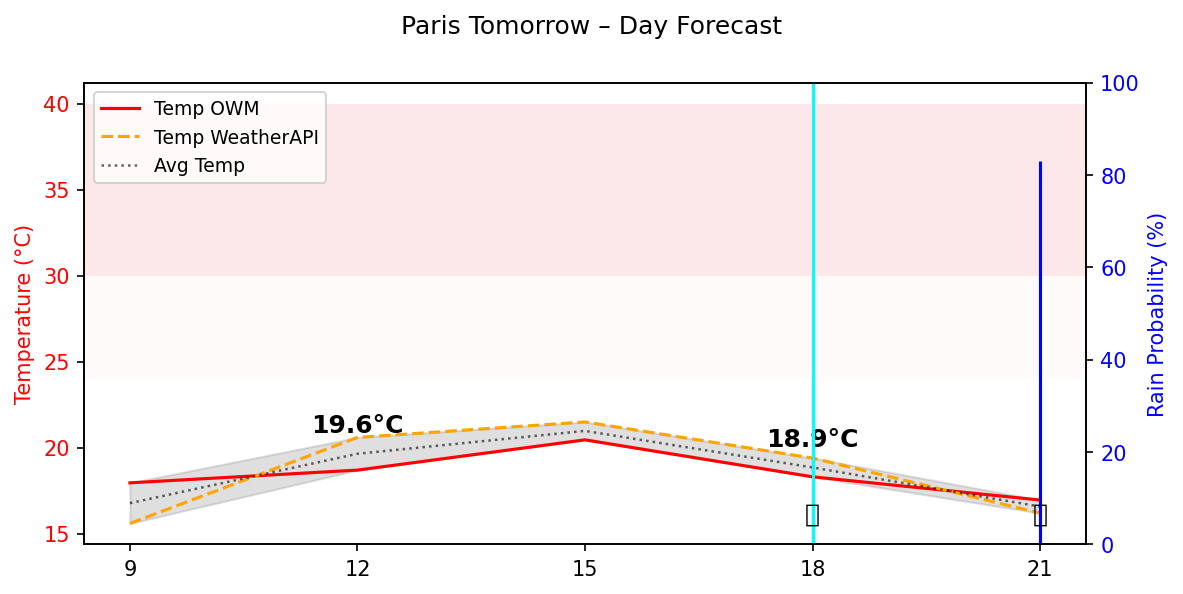 Paris Tomorrow – Day Forecast
Temp OWM
Temp WeatherAPI
Avg Temp
Temperature (°C)
40
35
30
25
20
15
19.6°C
18.9°C
100
80
60
40
20
0
Rain Probability (%)
9
12
15
18
21